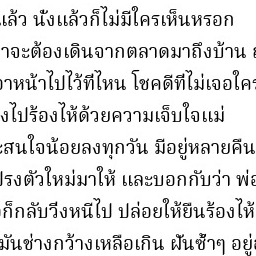 แล้ว นั่งแล้วก็ไม่มีใครเห็นหรอก
าจะต้องเดินจากตลาดมาถึงบ้าน
อาหน้าไปไว้ที่ไหน โชคดีที่ไม่เจอใคร
งไปร้องไห้ด้วยความเจ็บใจแม่
ะสนใจน้อยลงทุกวัน มีอยู่หลายคืน
ปรงตัวใหม่มาให้ และบอกกับว่า พ่อ
อก็กลับวิ่งหนีไป ปล่อยให้ยืนร้องไห้
มันช่างกว้างเหลือเกิน ฝันซ้ำๆ อยู่